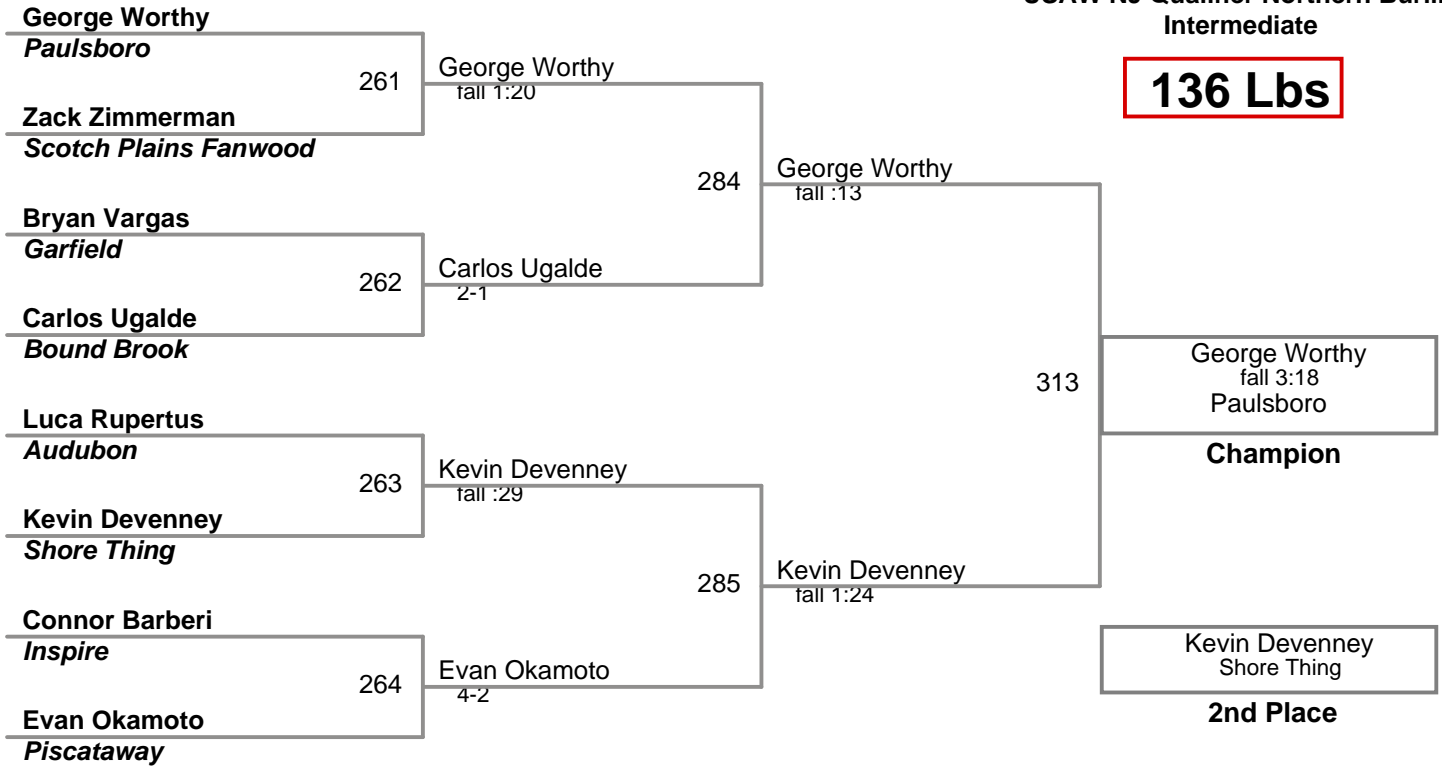 Intermediate
136 Lbs
George Worthy
Paulsboro
261
Zack Zimmerman
Scotch Plains Fanwood
George Worthy
fall 1:20
Bryan Vargas
Garfield
262
Carlos Ugalde
Bound Brook
Carlos Ugalde
2-1
284
George Worthy
fall :13
Luca Rupertus
Audubon
263
Kevin Devenney
Shore Thing
Kevin Devenney
fall :29
Connor Barberi
Inspire
264
Evan Okamoto
Piscataway
Evan Okamoto
4-2
285
Kevin Devenney
fall 1:24
313
George Worthy
fall 3:18
Paulsboro
Champion
Kevin Devenney
Shore Thing
2nd Place